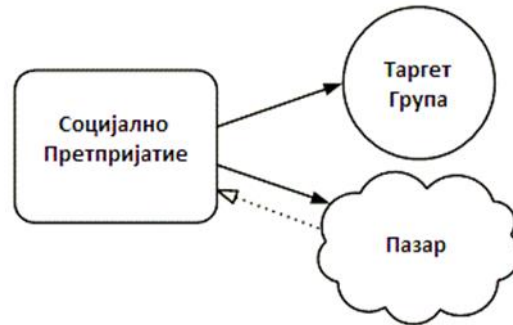 Социјално
Претпријатие
Таргет
Група
Пазар